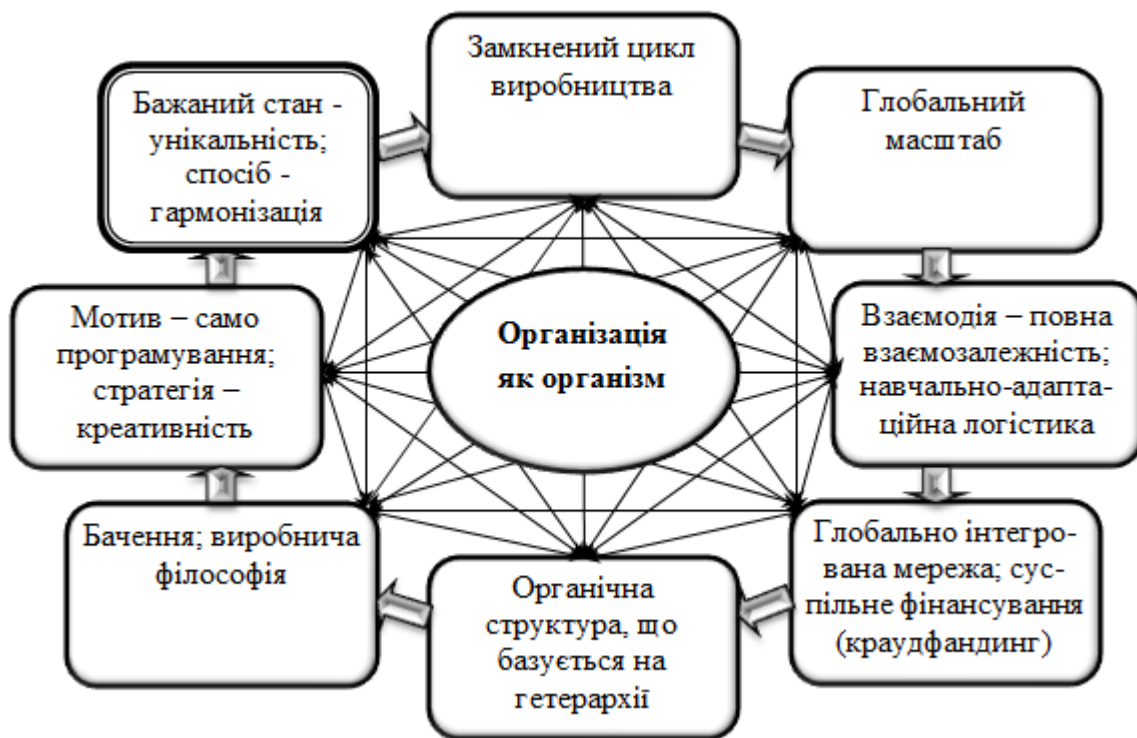 Замкнений цикл
виробництва
Бажаний стан -
унікальність;
спосіб -
гармонізація
Глобальний
масштаб
Мотив – само
програмування;
стратегія –
креативність
Організація
як організм
Взаємодія – повна
взаємозалежність;
навчально-адапта-
ційна логістика
Бачення; виробнича
філософія
Органічна
структура, що
базується на
гетерархії
Глобально інтегро-
вана мережа; сус-
пільне фінансування
(краудфандинг)